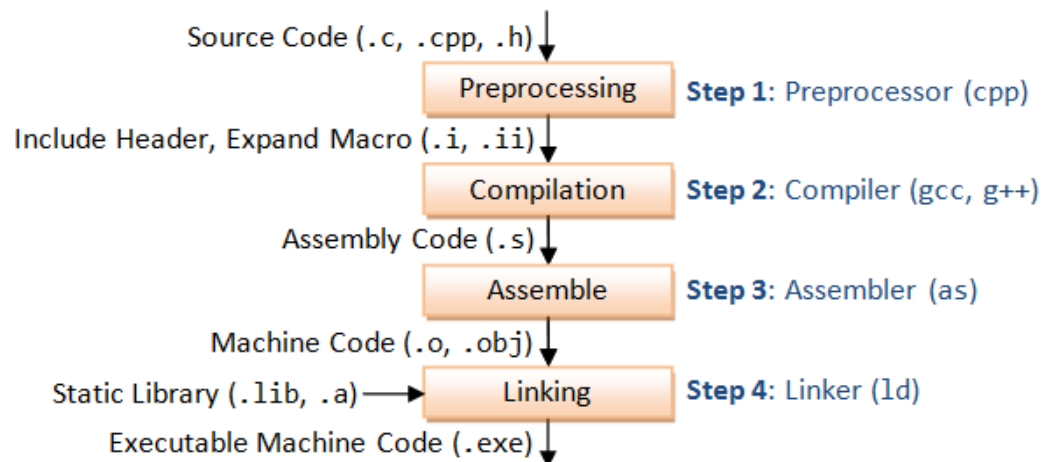 Source Code (.c, .cpp, .h)
Preprocessing
Step 1: Preprocessor (cpp)
Include Header, Expand Macro (.i, .ii)
Compilation
Step 2: Compiler (gcc, g++)
Assembly Code (.s)
Assemble
Step 3: Assembler (as)
Machine Code (.o, .obj)
Static Library (.lib, .a)
Linking
Step 4: Linker (ld)
Executable Machine Code (.exe)